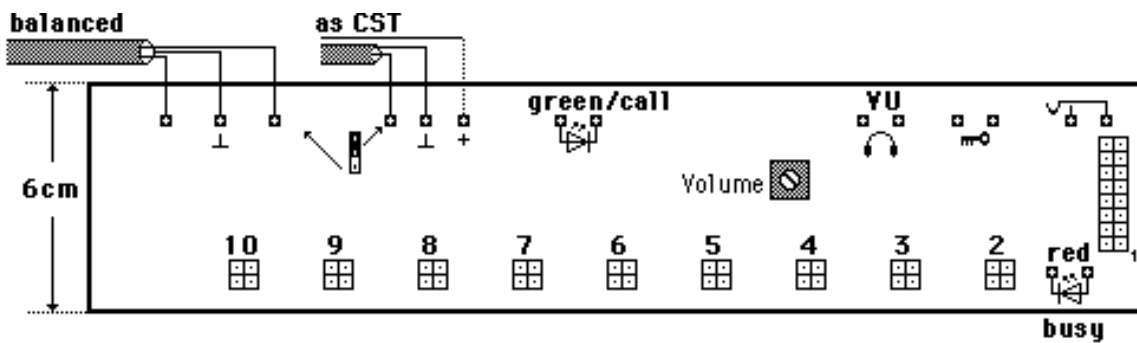 balanced as CST
green/call VU
⊥ ⊥ +
6cm
Volume
10 9 8 7 6 5 4 3 2
red
1
busy